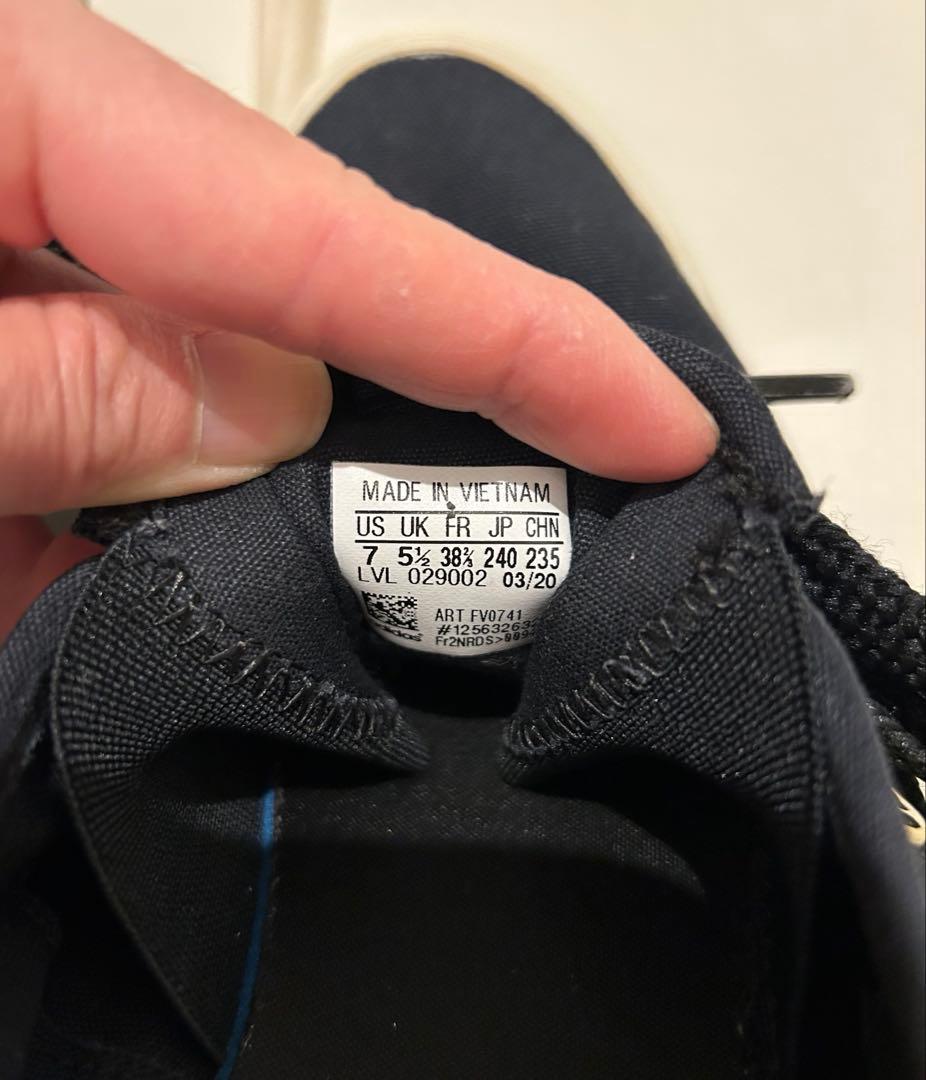 MADE IN VIETNAM
US UK FR JP CHN
7 5½ 38⅔ 240 235
LVL 029002 03/20
ART FV0741
adidas